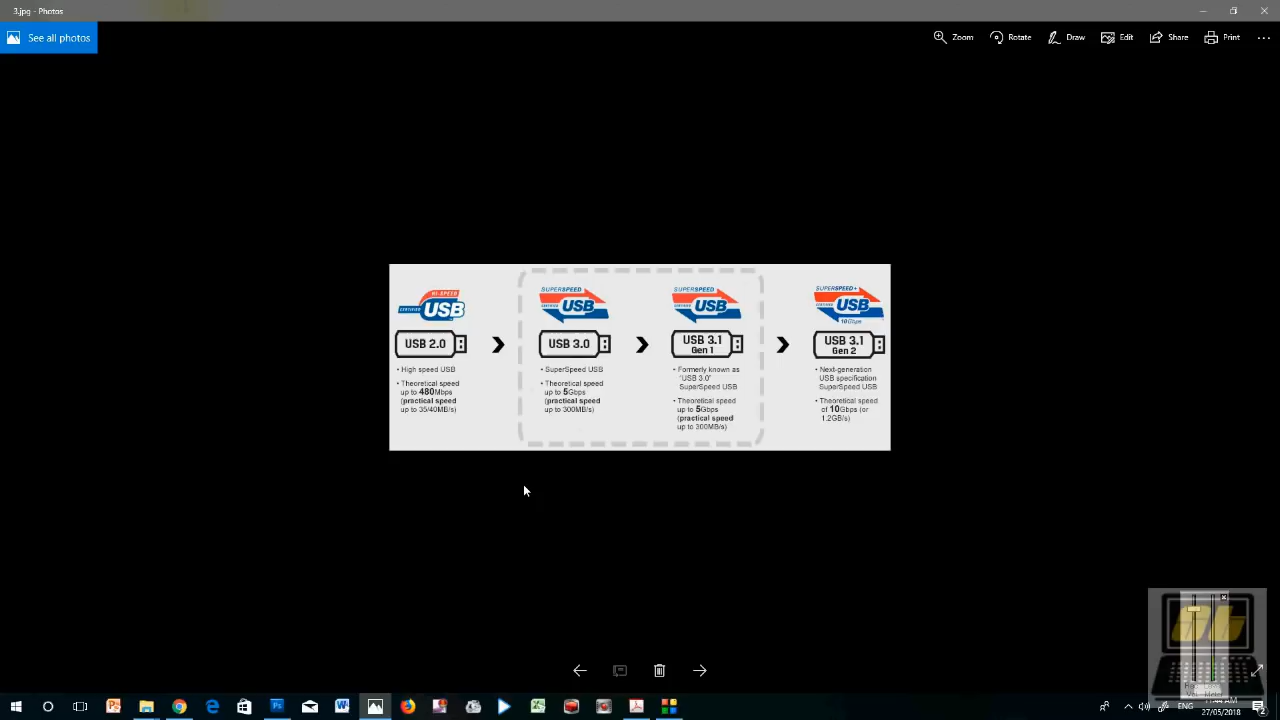 3.jpg - Photos
See all photos
Zoom
Rotate
Draw
Edit
Share
Print
HI-SPEED
CERTIFIED
USB
USB 2.0
• High speed USB
• Theoretical speed
up to 480Mbps
(practical speed
up to 35/40MB/s)
SUPERSPEED
CERTIFIED
USB
USB 3.0
• SuperSpeed USB
• Theoretical speed
up to 5Gbps
(practical speed
up to 300MB/s)
SUPERSPEED
CERTIFIED
USB
USB 3.1
Gen 1
• Formerly known as
"USB 3.0"
SuperSpeed USB
• Theoretical speed
up to 5Gbps
(practical speed
up to 300MB/s)
SUPERSPEED+
CERTIFIED
USB
10Gbps
USB 3.1
Gen 2
• Next-generation
USB specification
SuperSpeed USB
• Theoretical speed
of 10Gbps (or
1.2GB/s)
ENG
27/05/2018
2